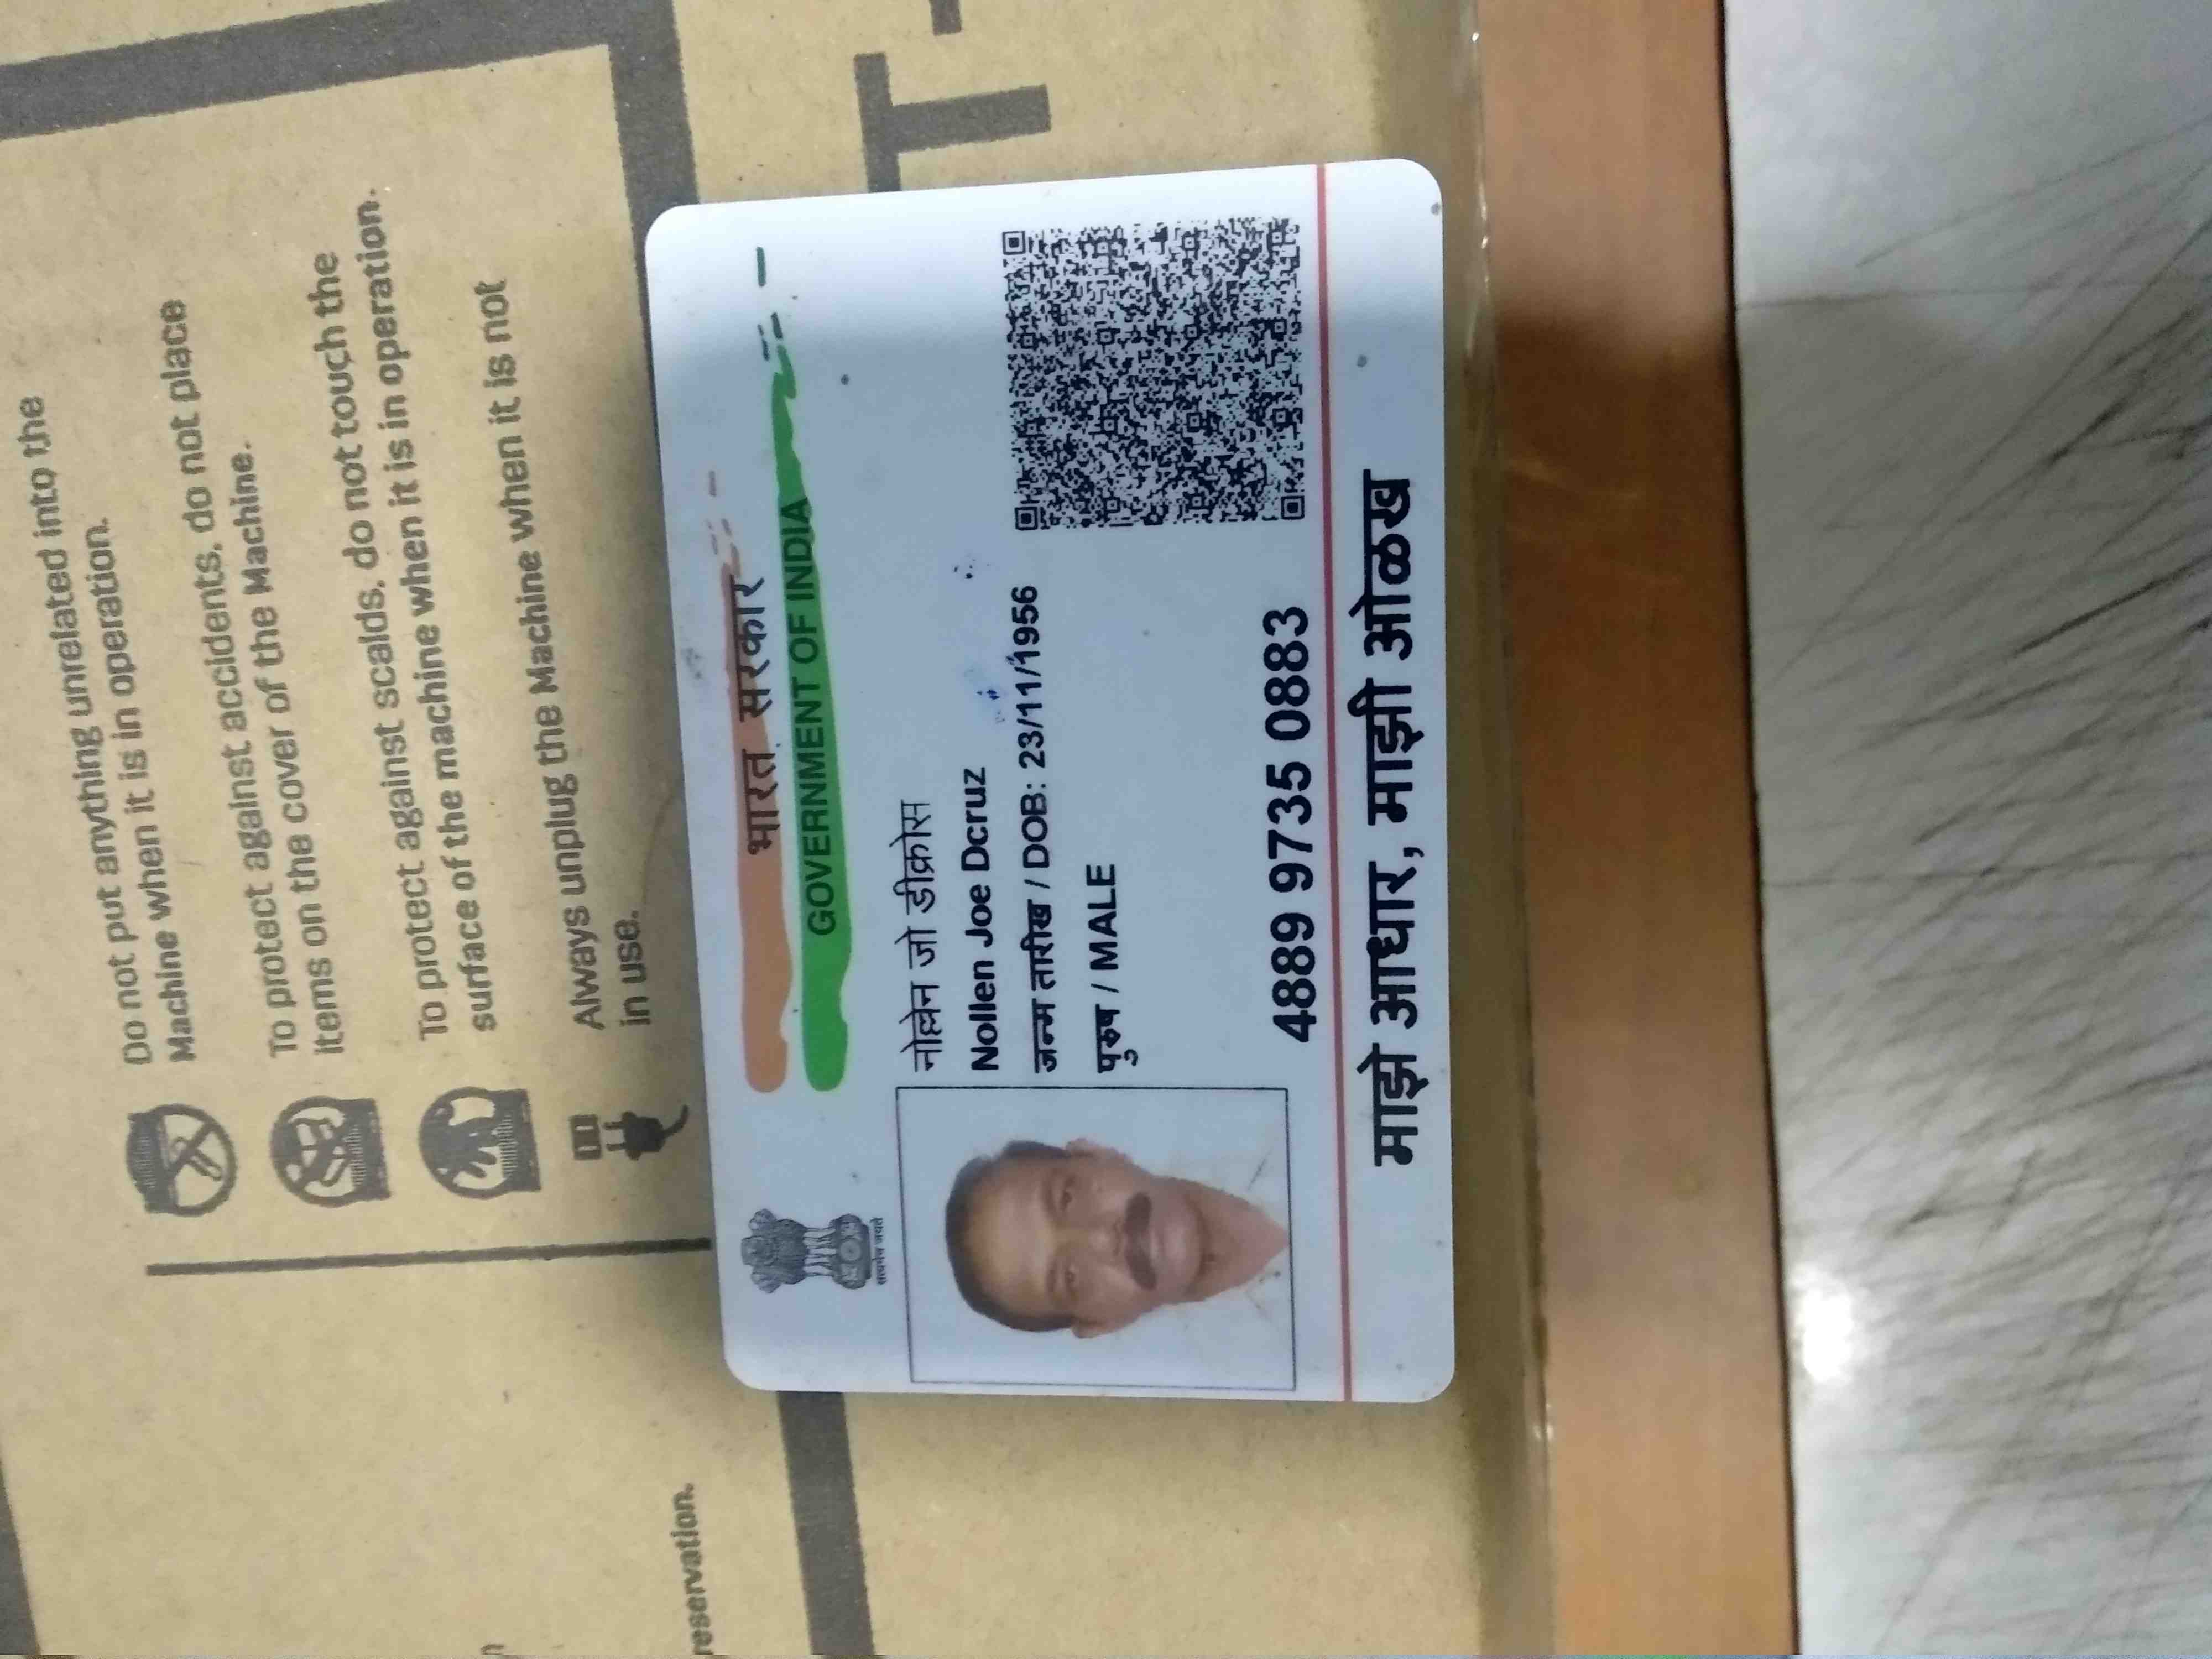 Do not put anything unrelated into the
Machine when it is in operation.
To protect against accidents, do not place
items on the cover of the Machine.
To protect against scalds, do not touch the
surface of the machine when it is in operation.
Always unplug the Machine when it is not
in use.
reservation.
भारत सरकार
GOVERNMENT OF INDIA
सत्यमेव जयते
नोल्लेन जो डीक्रोस
Nollen Joe Dcruz
जन्म तारीख / DOB: 23/11/1956
पुरुष / MALE
4889 9735 0883
माझे आधार, माझी ओळख